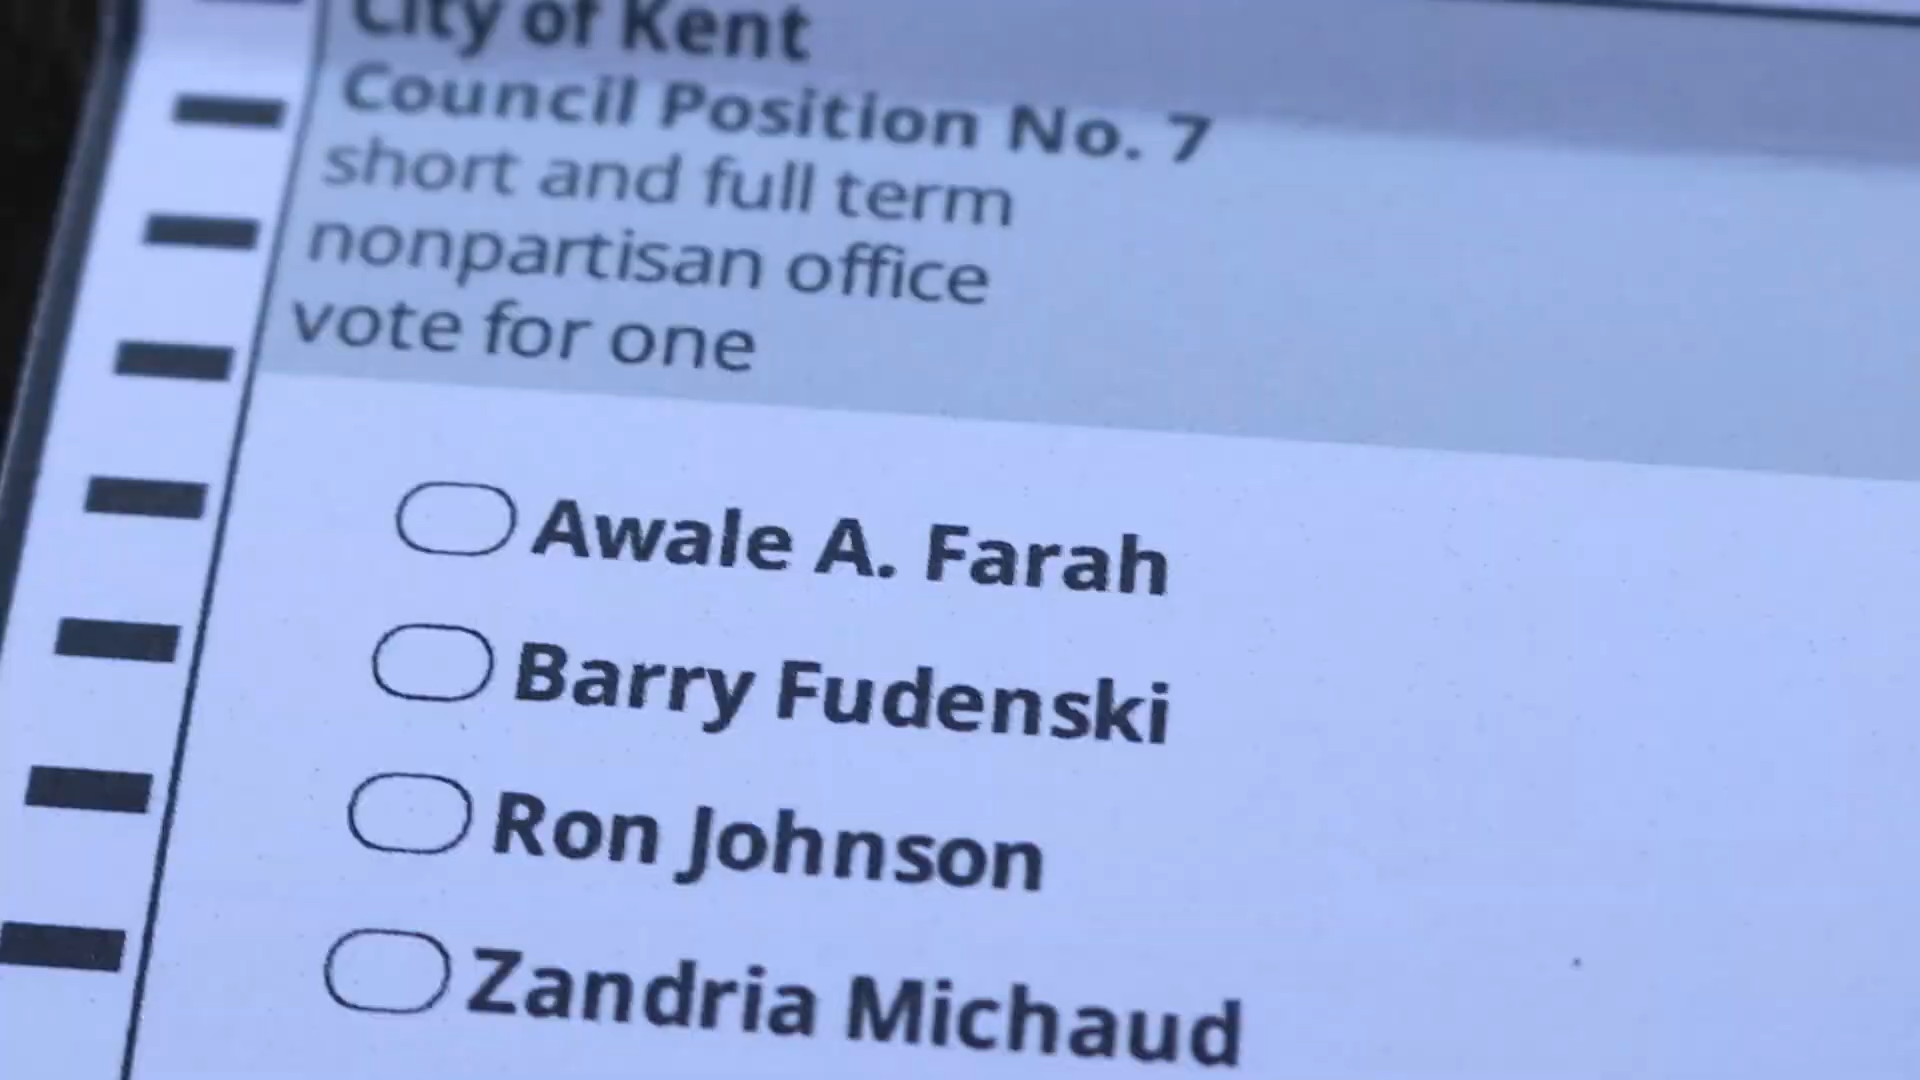 City of Kent
Council Position No. 7
short and full term
nonpartisan office
vote for one
Awale A. Farah
Barry Fudenski
Ron Johnson
Zandria Michaud